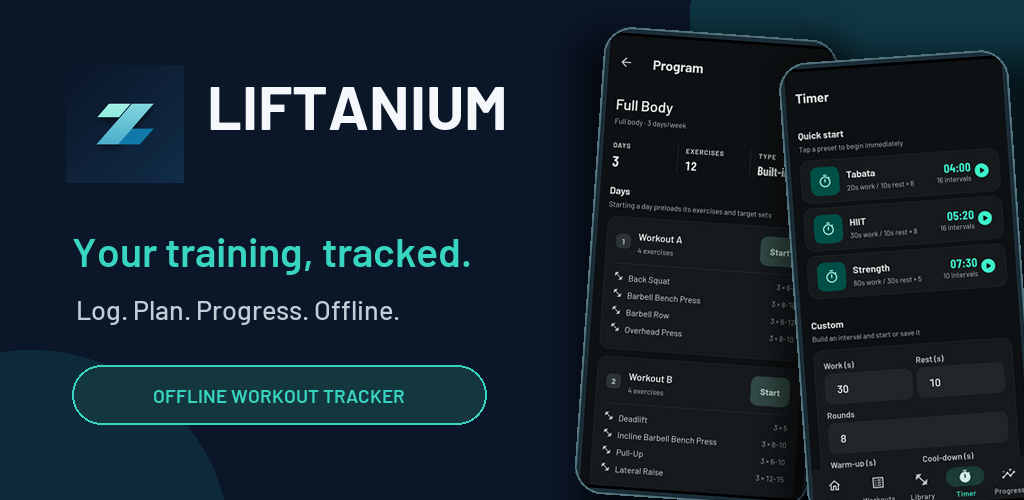 LIFTANIUM
Your training, tracked.
Log. Plan. Progress. Offline.
OFFLINE WORKOUT TRACKER
Program
Full Body
Full body · 3 days/week
DAYS
3
EXERCISES
12
TYPE
Days
Starting a day preloads its exercises and target sets
1
Workout A
4 exercises
Start
Back Squat
Barbell Bench Press
Barbell Row
Overhead Press
3 × 8-10
2
Workout B
4 exercises
Start
Deadlift
3 × 5
Incline Barbell Bench Press
3 × 8-10
Pull-Up
3 × 6-10
Lateral Raise
3 × 12-15
Timer
Quick start
Tap a preset to begin immediately
Tabata
20s work / 10s rest × 8
04:00
16 intervals
HIIT
30s work / 10s rest × 8
05:20
16 intervals
Strength
60s work / 30s rest × 5
07:30
10 intervals
Custom
Build an interval and start or save it
Work (s)
30
Rest (s)
10
Rounds
8
Warm-up (s)
Cool-down (s)
Workouts
Library
Timer
Progress